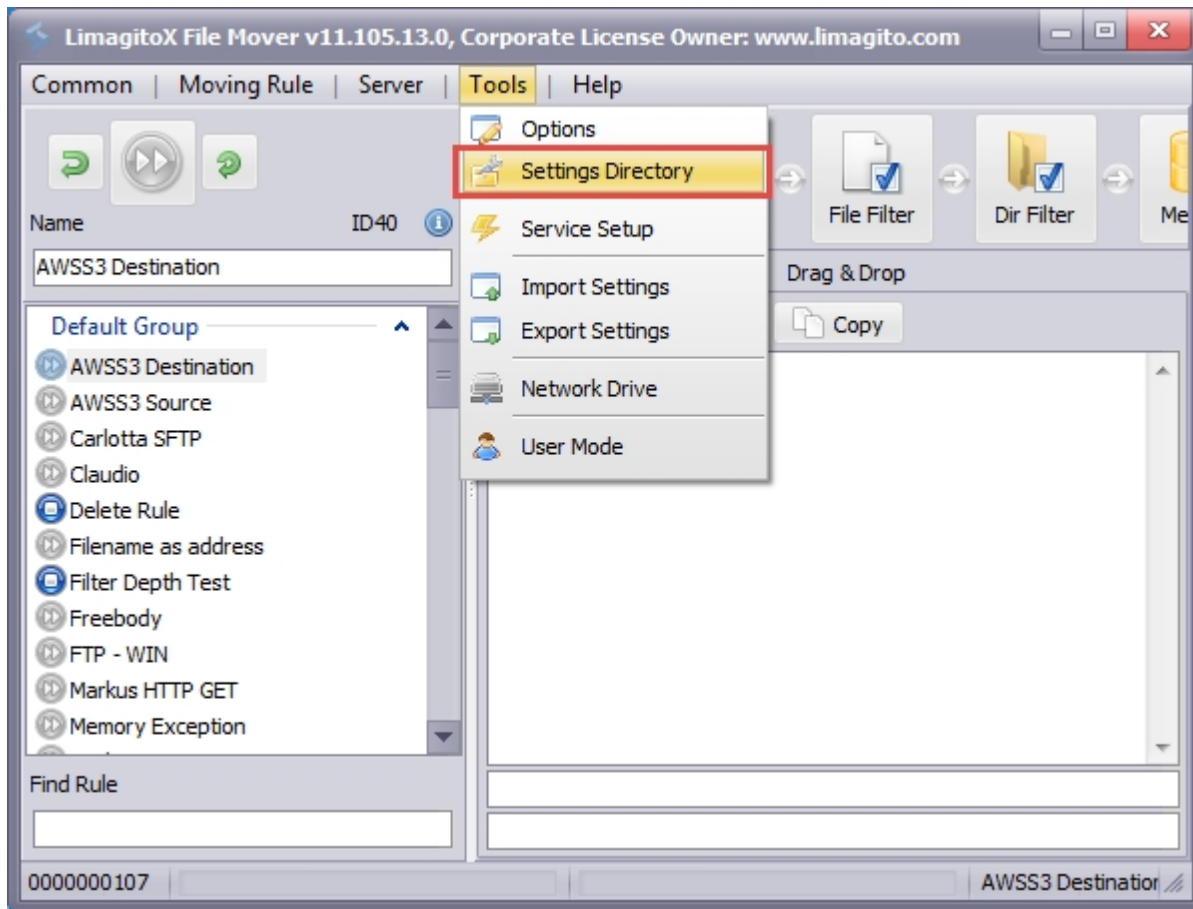 LimagitoX File Mover v11.105.13.0, Corporate License Owner: www.limagito.com
Common | Moving Rule | Server | Tools | Help
Options
Settings Directory
Service Setup
Import Settings
Export Settings
Network Drive
User Mode
File Filter
Dir Filter
Me
Name
ID40
AWSS3 Destination
Drag & Drop
Copy
Default Group
AWSS3 Destination
AWSS3 Source
Carlotta SFTP
Claudio
Delete Rule
Filename as address
Filter Depth Test
Freebody
FTP - WIN
Markus HTTP GET
Memory Exception
Find Rule
0000000107
AWSS3 Destination